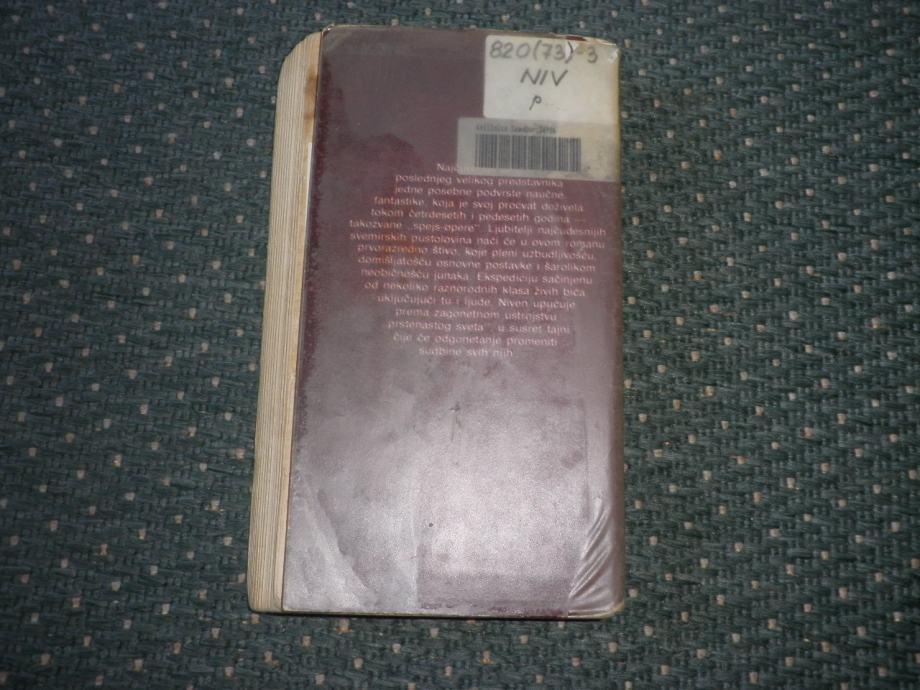 820(73)-3
NIV
p.
Naj
poslednjeg velikog predstavnika
jedne posebne podvrste naučne
fantastike, koja je svoj procvat doživela
tokom četrdesetih i pedesetih godina —
takozvane „spejs-opere”. Ljubitelji najčudesnijih
svemirskih pustolovina naći će u ovom romanu
prvorazredno štivo, koje pleni uzbudljivošću,
domišljatošću osnovne postavke i šarolikom
neobičnošću junaka. Ekspediciju sačinjenu
od nekoliko raznorodnih klasa živih bića
uključujući tu i ljude, Niven upućuje
prema zagonetnom ustrojstvu
prstenastog sveta”, u susret tajni
čije će odgonetanje promeniti
sudbine svih njih.